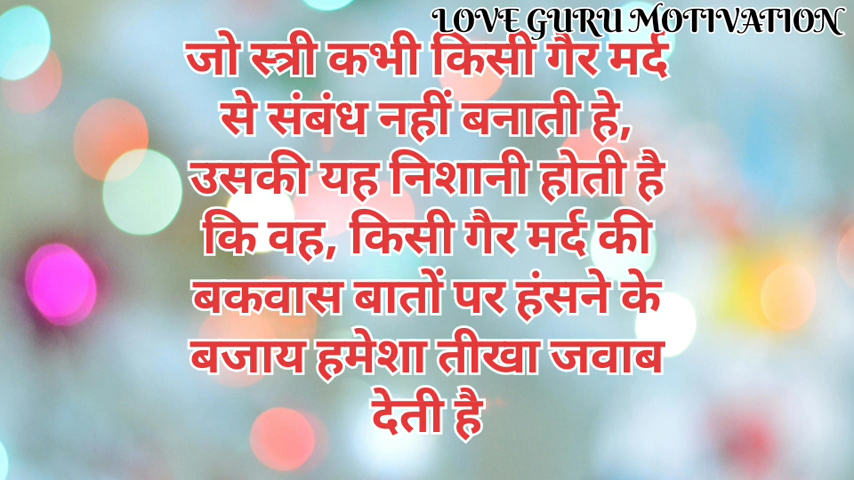 LOVE GURU MOTIVATION
जो स्त्री कभी किसी गैर मर्द
से संबंध नहीं बनाती हे,
उसकी यह निशानी होती है
कि वह, किसी गैर मर्द की
बकवास बातों पर हंसने के
बजाय हमेशा तीखा जवाब
देती है